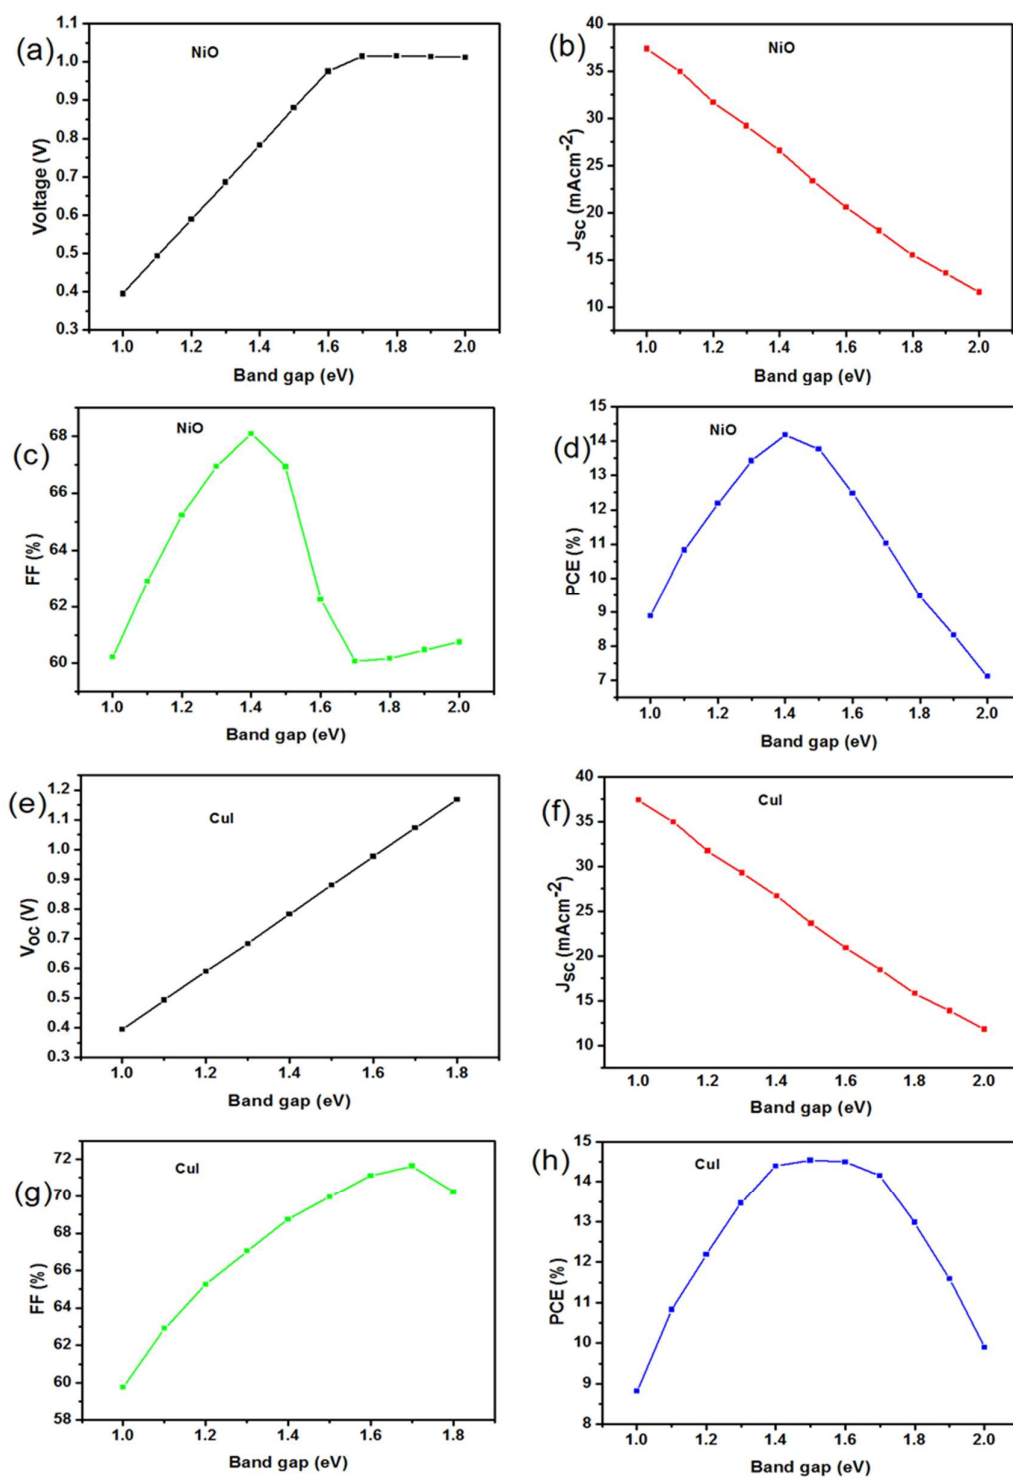 (a)
NiO
Voltage (V)
1.1
1.0
0.9
0.8
0.7
0.6
0.5
0.4
0.3
1.0 1.2 1.4 1.6 1.8 2.0
Band gap (eV)
(b)
NiO
J_SC (mAcm-2)
40
35
30
25
20
15
10
1.0 1.2 1.4 1.6 1.8 2.0
Band gap (eV)
(c)
NiO
FF (%)
68
66
64
62
60
1.0 1.2 1.4 1.6 1.8 2.0
Band gap (eV)
(d)
NiO
PCE (%)
15
14
13
12
11
10
9
8
7
1.0 1.2 1.4 1.6 1.8 2.0
Band gap (eV)
(e)
CuI
V_OC (V)
1.2
1.1
1.0
0.9
0.8
0.7
0.6
0.5
0.4
0.3
1.0 1.2 1.4 1.6 1.8
Band gap (eV)
(f)
CuI
J_SC (mAcm-2)
40
35
30
25
20
15
10
1.0 1.2 1.4 1.6 1.8 2.0
Band gap (eV)
(g)
CuI
FF (%)
72
70
68
66
64
62
60
58
1.0 1.2 1.4 1.6 1.8
Band gap (eV)
(h)
CuI
PCE (%)
15
14
13
12
11
10
9
8
1.0 1.2 1.4 1.6 1.8 2.0
Band gap (eV)